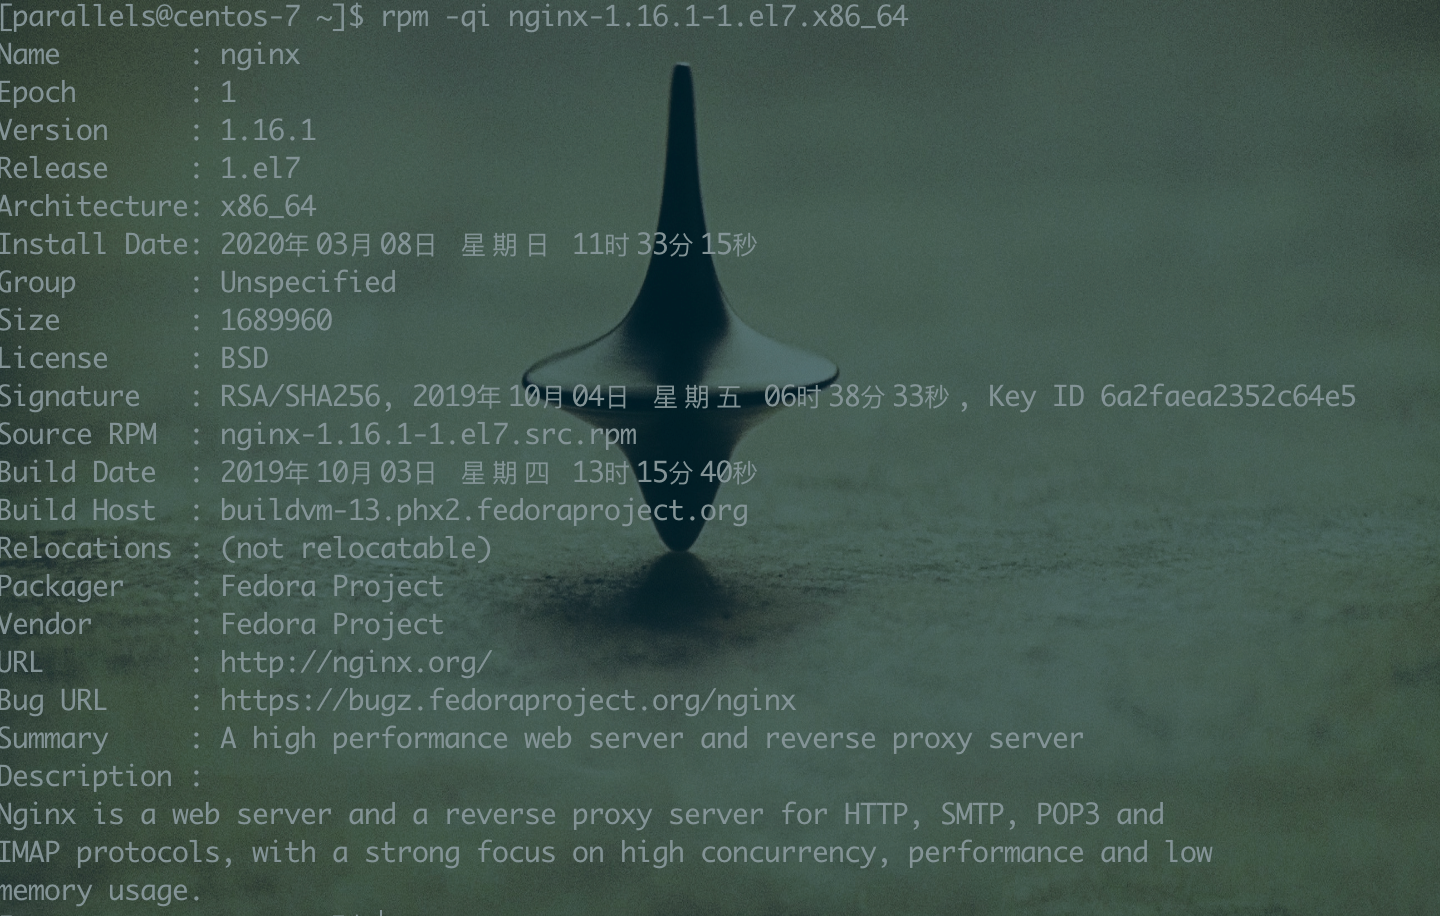 [parallels@centos-7 ~]$ rpm -qi nginx-1.16.1-1.el7.x86_64
Name        : nginx
Epoch       : 1
Version     : 1.16.1
Release     : 1.el7
Architecture: x86_64
Install Date: 2020年03月08日 星期日 11时33分15秒
Group       : Unspecified
Size        : 1689960
License     : BSD
Signature   : RSA/SHA256, 2019年10月04日 星期五 06时38分33秒, Key ID 6a2faea2352c64e5
Source RPM  : nginx-1.16.1-1.el7.src.rpm
Build Date  : 2019年10月03日 星期四 13时15分40秒
Build Host  : buildvm-13.phx2.fedoraproject.org
Relocations : (not relocatable)
Packager    : Fedora Project
Vendor      : Fedora Project
URL         : http://nginx.org/
Bug URL     : https://bugz.fedoraproject.org/nginx
Summary     : A high performance web server and reverse proxy server
Description :
Nginx is a web server and a reverse proxy server for HTTP, SMTP, POP3 and
IMAP protocols, with a strong focus on high concurrency, performance and low
memory usage.